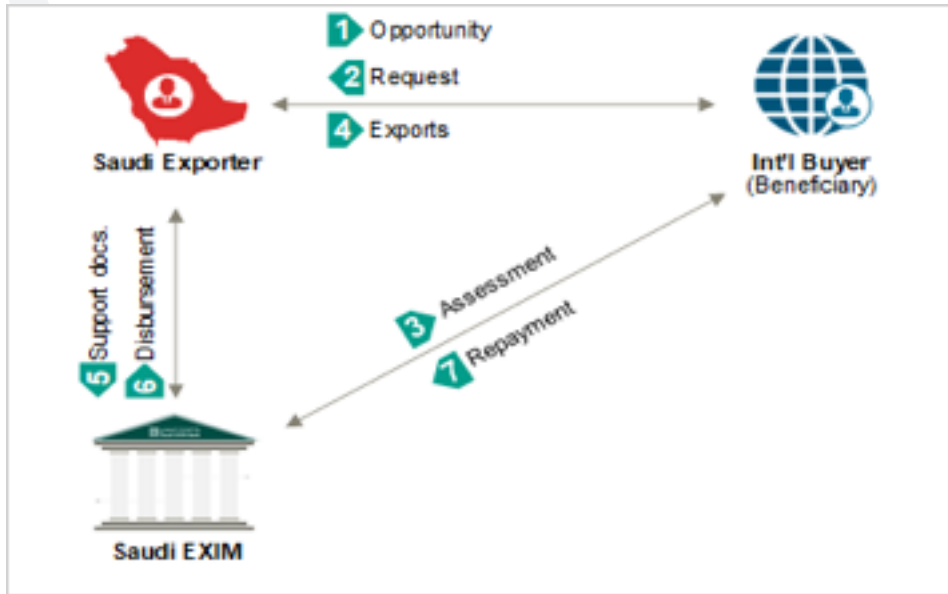 1 Opportunity
2 Request
4 Exports
Saudi Exporter
Int'l Buyer
(Beneficiary)
5 Support docs.
6 Disbursement
3 Assessment
7 Repayment
Saudi EXIM